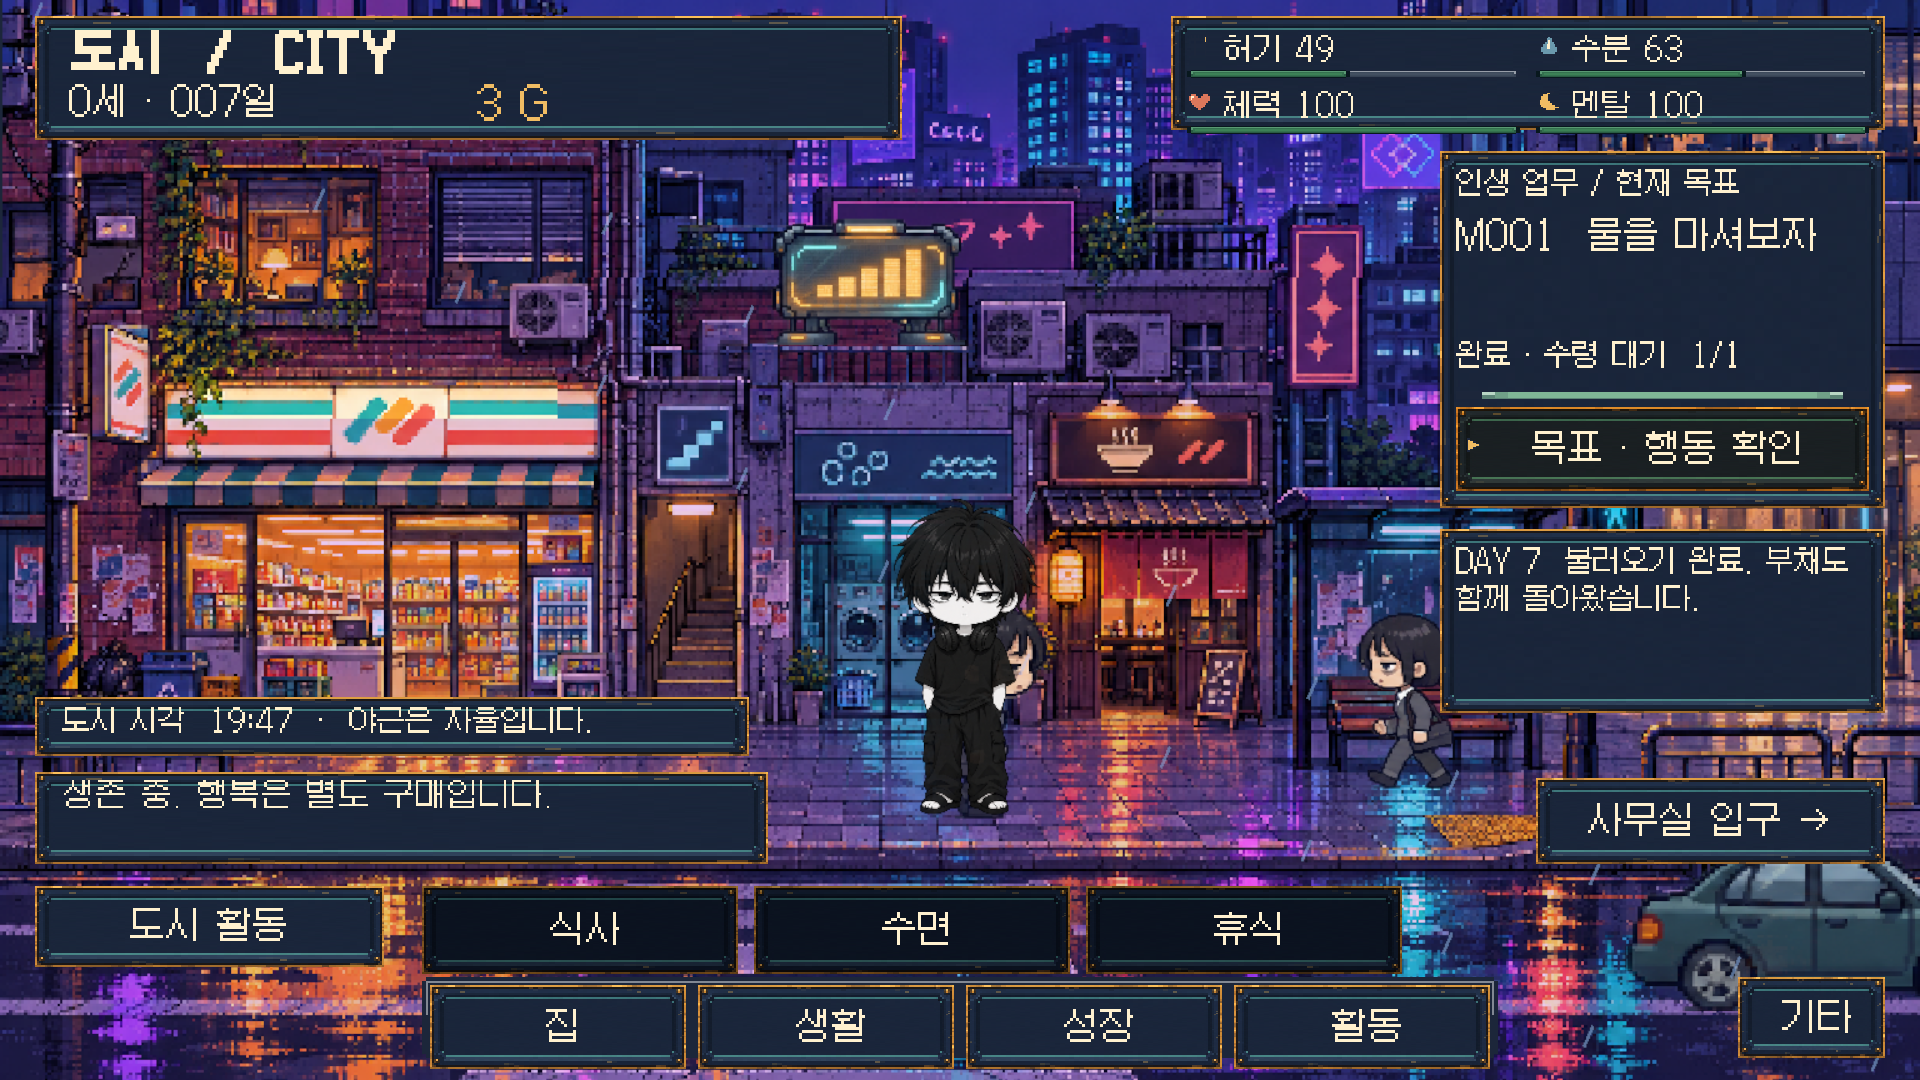 도시 / CITY
0세 · 007일
3 G
허기 49
수분 63
체력 100
멘탈 100
인생 업무 / 현재 목표
M001 물을 마셔보자
완료 · 수령 대기 1/1
목표 · 행동 확인
DAY 7 불러오기 완료. 부채도
함께 돌아왔습니다.
도시 시각 19:47 · 야근은 자율입니다.
생존 중. 행복은 별도 구매입니다.
사무실 입구 →
도시 활동
식사
수면
휴식
집
생활
성장
활동
기타